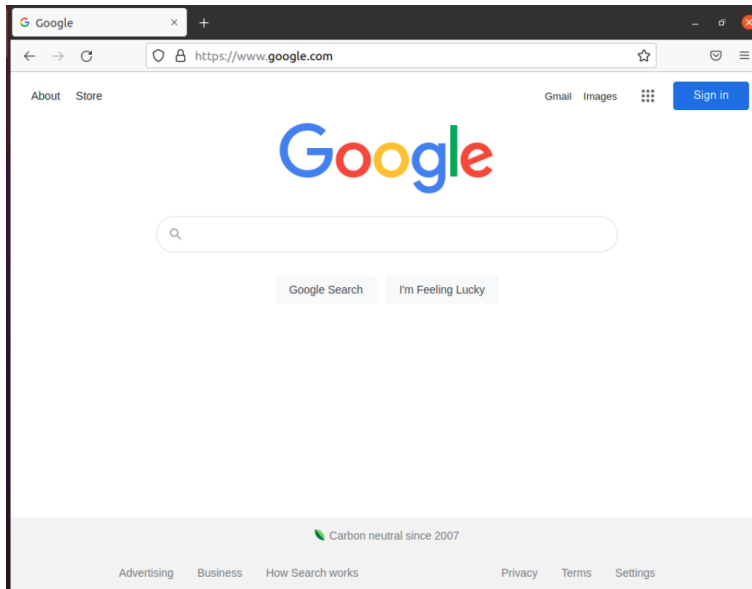 Google
https://www.google.com
About Store Gmail Images Sign in
Google
Google Search I'm Feeling Lucky
Carbon neutral since 2007
Advertising Business How Search works Privacy Terms Settings